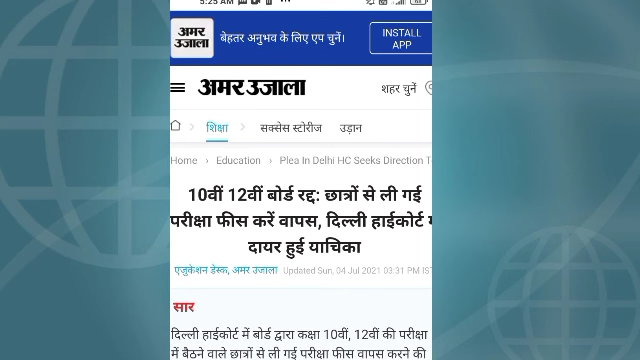 5:25 AM
अमर उजाला
बेहतर अनुभव के लिए एप चुनें।
INSTALL APP
अमर उजाला
शहर चुनें
शिक्षा
सक्सेस स्टोरीज
उड़ान
Home › Education › Plea In Delhi HC Seeks Direction T
10वीं 12वीं बोर्ड रद्द: छात्रों से ली गई
परीक्षा फीस करें वापस, दिल्ली हाईकोर्ट
दायर हुई याचिका
एजुकेशन डेस्क, अमर उजाला Updated Sun, 04 Jul 2021 03:31 PM IST
सार
दिल्ली हाईकोर्ट में बोर्ड द्वारा कक्षा 10वीं, 12वीं की परीक्षा
में बैठने वाले छात्रों से ली गई परीक्षा फीस वापस करने की